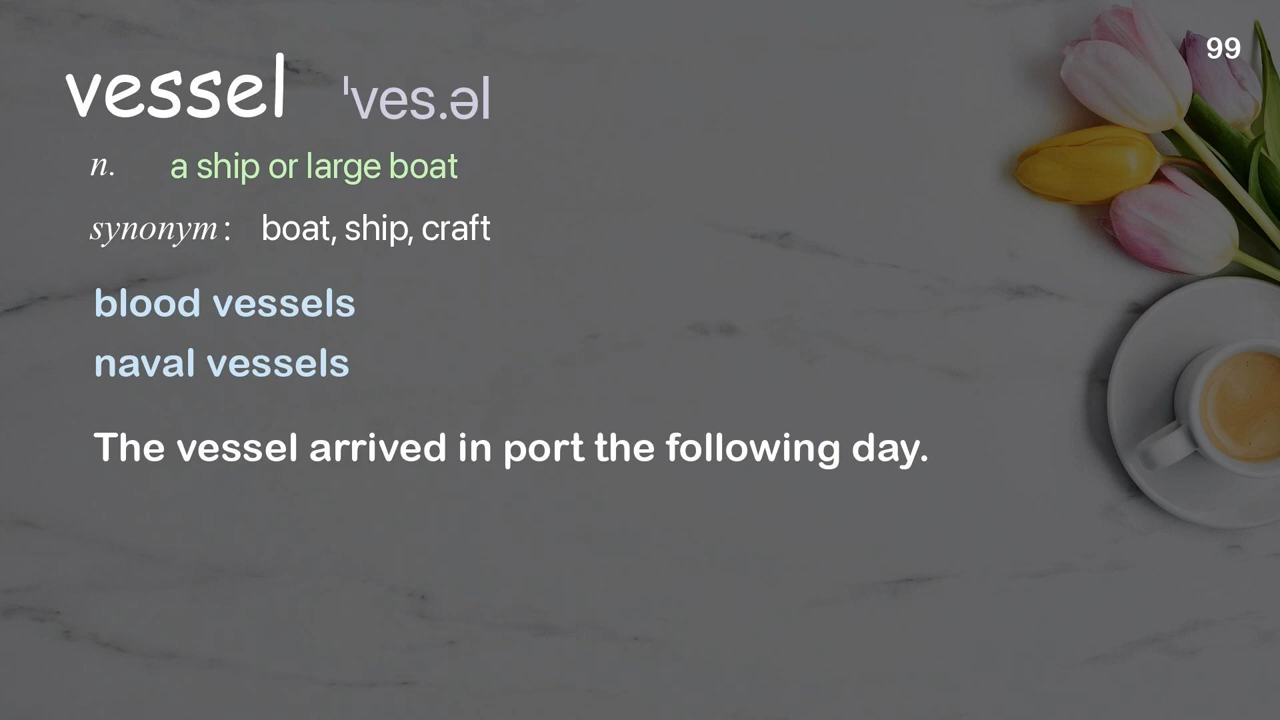 99
vessel ˈves.əl
n. a ship or large boat
synonym: boat, ship, craft
blood vessels
naval vessels
The vessel arrived in port the following day.